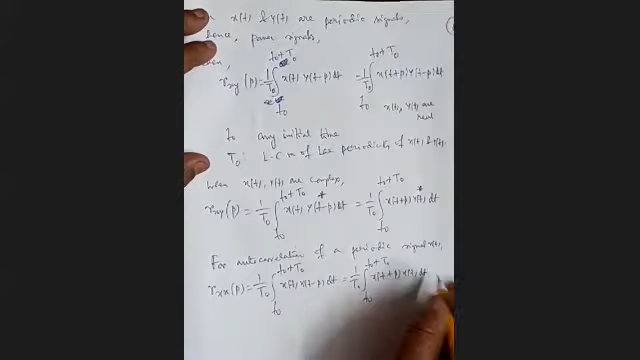 x(t) & y(t) are periodic signals,
hence, power signals,
r_xy(p) = 1/T₀ ∫_{t₀}^{t₀+T₀} x(t) y(t-p) dt = 1/T₀ ∫_{t₀}^{t₀+T₀} x(t+p) y(t-p) dt
x(t), y(t) are
real
t₀ any initial time
T₀: L.C.M of the periodicity of x(t) & y(t).
When x(t), y(t) are complex,
r_xy(p) = 1/T₀ ∫_{t₀}^{t₀+T₀} x(t) y*(t-p) dt = 1/T₀ ∫_{t₀}^{t₀+T₀} x(t+p) y*(t) dt
For autocorrelation of a periodic signal x(t),
r_xx(p) = 1/T₀ ∫_{t₀}^{t₀+T₀} x(t) x(t-p) dt = 1/T₀ ∫_{t₀}^{t₀+T₀} x(t+p) x(t) dt